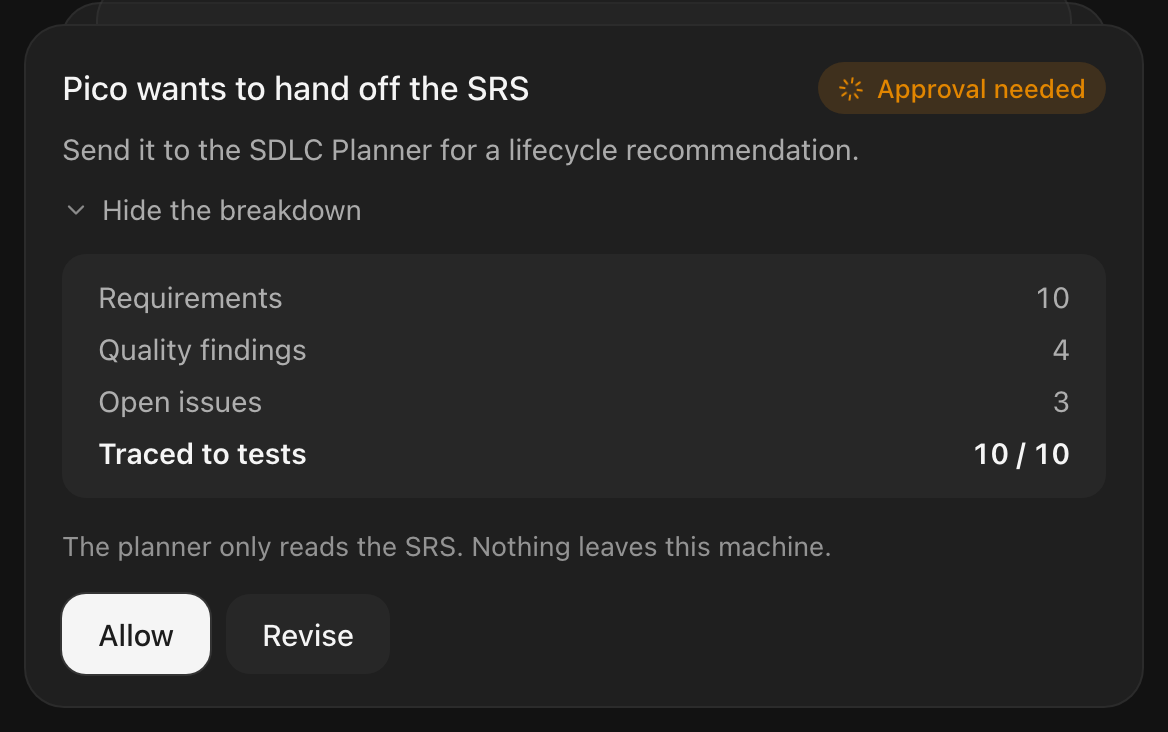 Pico wants to hand off the SRS
Approval needed
Send it to the SDLC Planner for a lifecycle recommendation.
Hide the breakdown
Requirements 10
Quality findings 4
Open issues 3
Traced to tests 10 / 10
The planner only reads the SRS. Nothing leaves this machine.
Allow
Revise